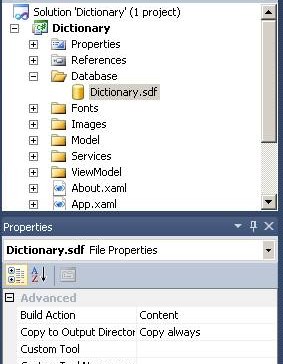 Solution 'Dictionary' (1 project)
Dictionary
Properties
References
Database
Dictionary.sdf
Fonts
Images
Model
Services
ViewModel
About.xaml
App.xaml
Properties
Dictionary.sdf File Properties
Advanced
Build Action Content
Copy to Output Director Copy always
Custom Tool